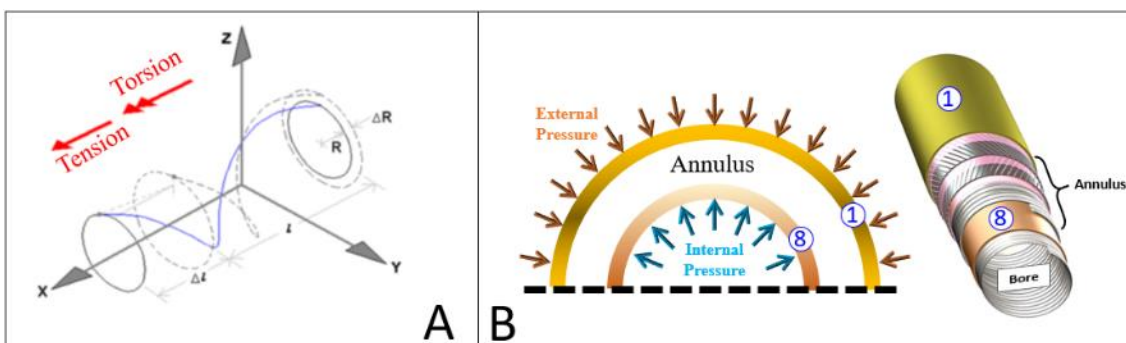 Torsion
Tension
Z
ΔR
R
l
Δl
X
Y
A
External
Pressure
Annulus
Internal
Pressure
8
1
B
1
Annulus
8
Bore